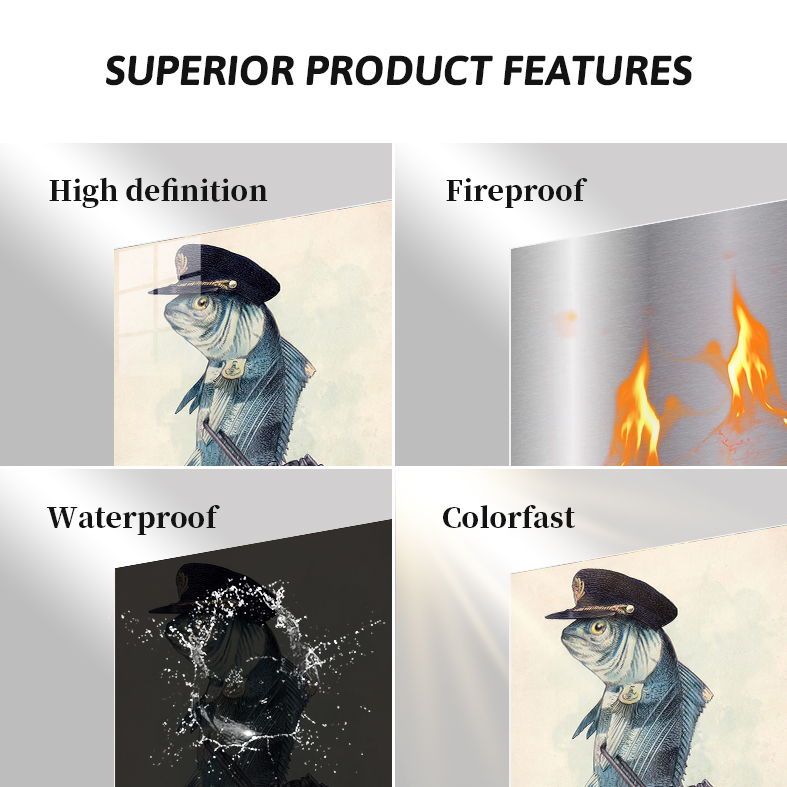 SUPERIOR PRODUCT FEATURES
High definition
Fireproof
Waterproof
Colorfast